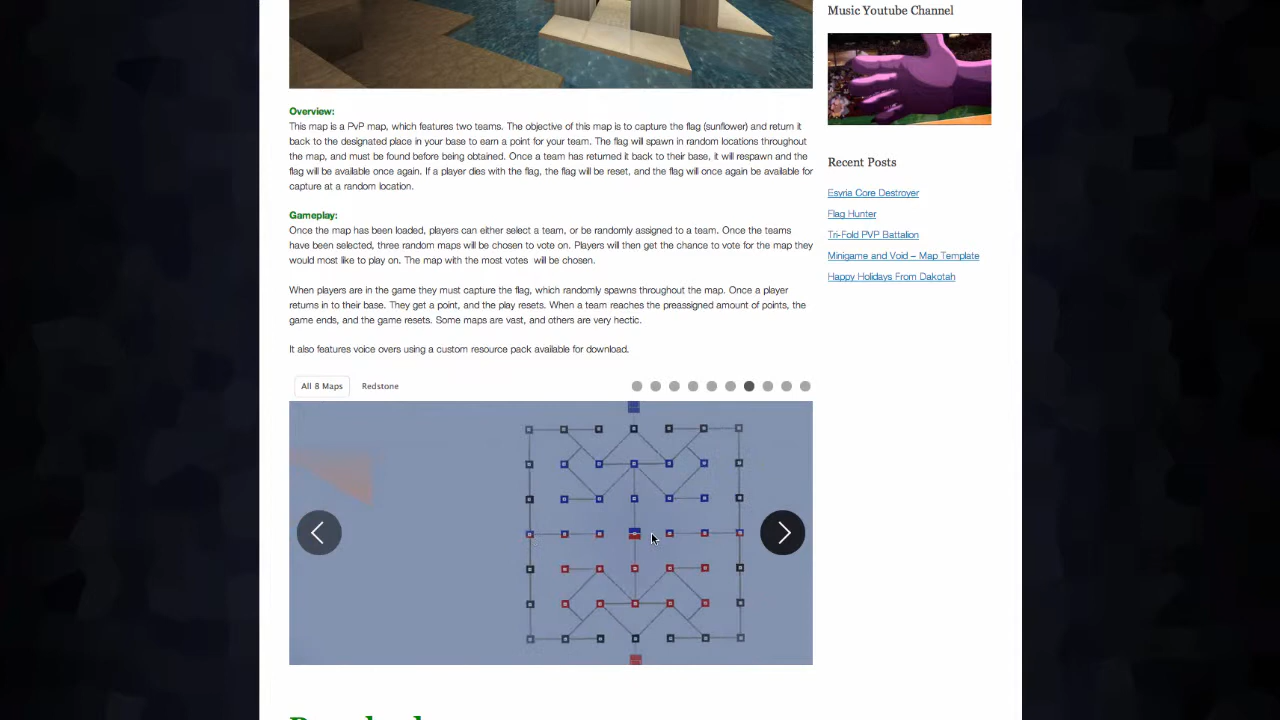 Music Youtube Channel
Overview:
This map is a PvP map, which features two teams. The objective of this map is to capture the flag (sunflower) and return it
back to the designated place in your base to earn a point for your team. The flag will spawn in random locations throughout
the map, and must be found before being obtained. Once a team has returned it back to their base, it will respawn and the
flag will be available once again. If a player dies with the flag, the flag will be reset, and the flag will once again be available for
capture at a random location.
Gameplay:
Once the map has been loaded, players can either select a team, or be randomly assigned to a team. Once the teams
have been selected, three random maps will be chosen to vote on. Players will then get the chance to vote for the map they
would most like to play on. The map with the most votes  will be chosen.
When players are in the game they must capture the flag, which randomly spawns throughout the map. Once a player
returns in to their base. They get a point, and the play resets. When a team reaches the preassigned amount of points, the
game ends, and the game resets. Some maps are vast, and others are very hectic.
It also features voice overs using a custom resource pack available for download.
All 8 Maps
Redstone
Recent Posts
Esyria Core Destroyer
Flag Hunter
Tri-Fold PVP Battalion
Minigame and Void – Map Template
Happy Holidays From Dakotah